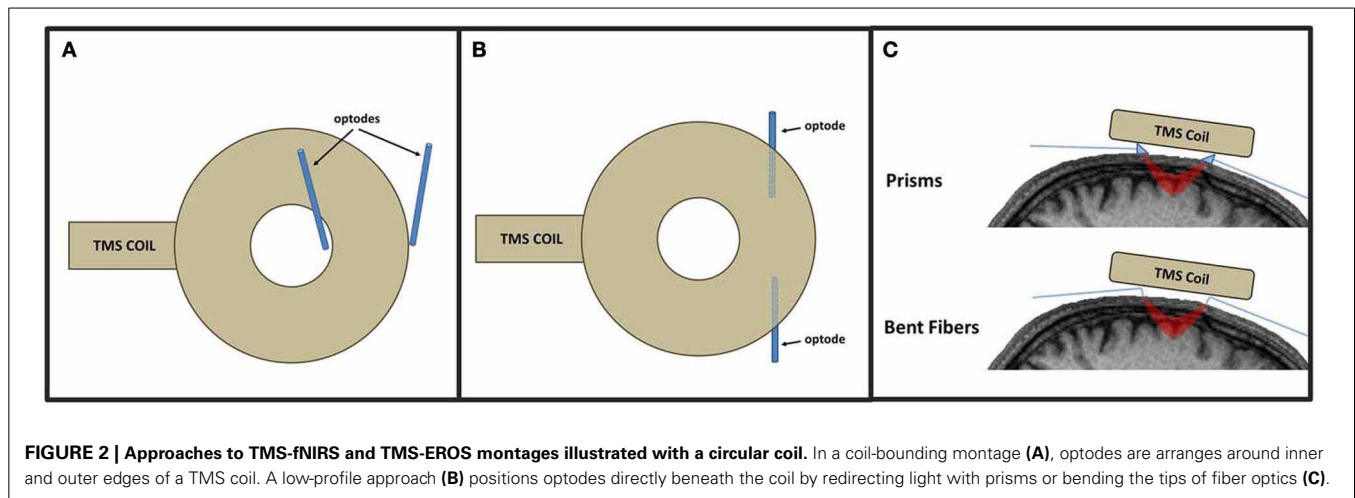 A
optodes
TMS COIL
B
optode
TMS COIL
optode
C
TMS Coil
Prisms
TMS Coil
Bent Fibers
FIGURE 2 | Approaches to TMS-fNIRS and TMS-EROS montages illustrated with a circular coil. In a coil-bounding montage (A), optodes are arranges around inner
and outer edges of a TMS coil. A low-profile approach (B) positions optodes directly beneath the coil by redirecting light with prisms or bending the tips of fiber optics (C).